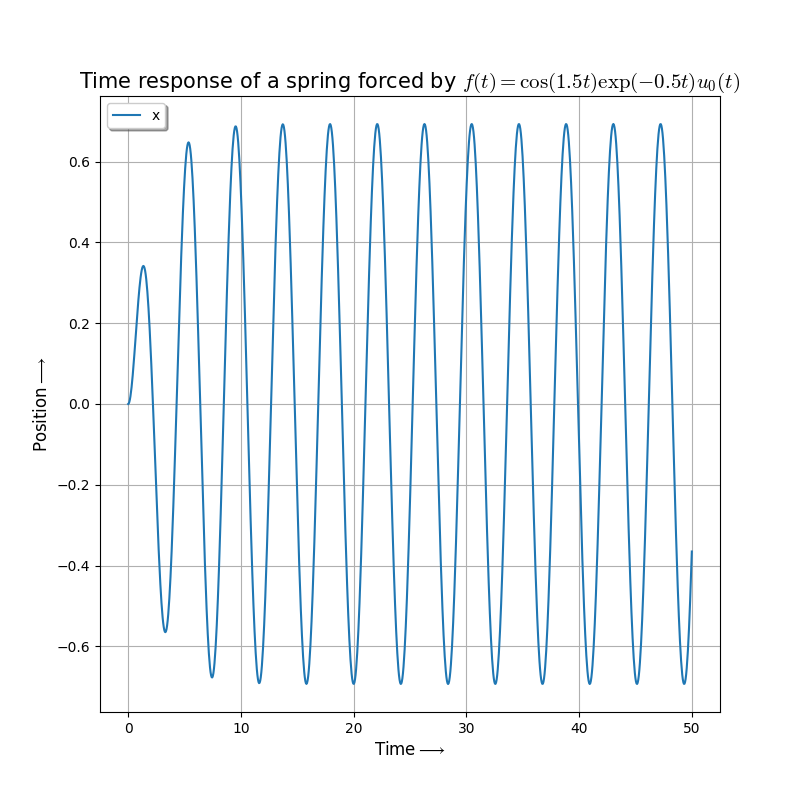 Time response of a spring forced by f(t) = cos(1.5t)exp(−0.5t)u₀(t)
x
0.6
0.4
0.2
0.0
−0.2
−0.4
−0.6
Position ⟶
0 10 20 30 40 50
Time ⟶